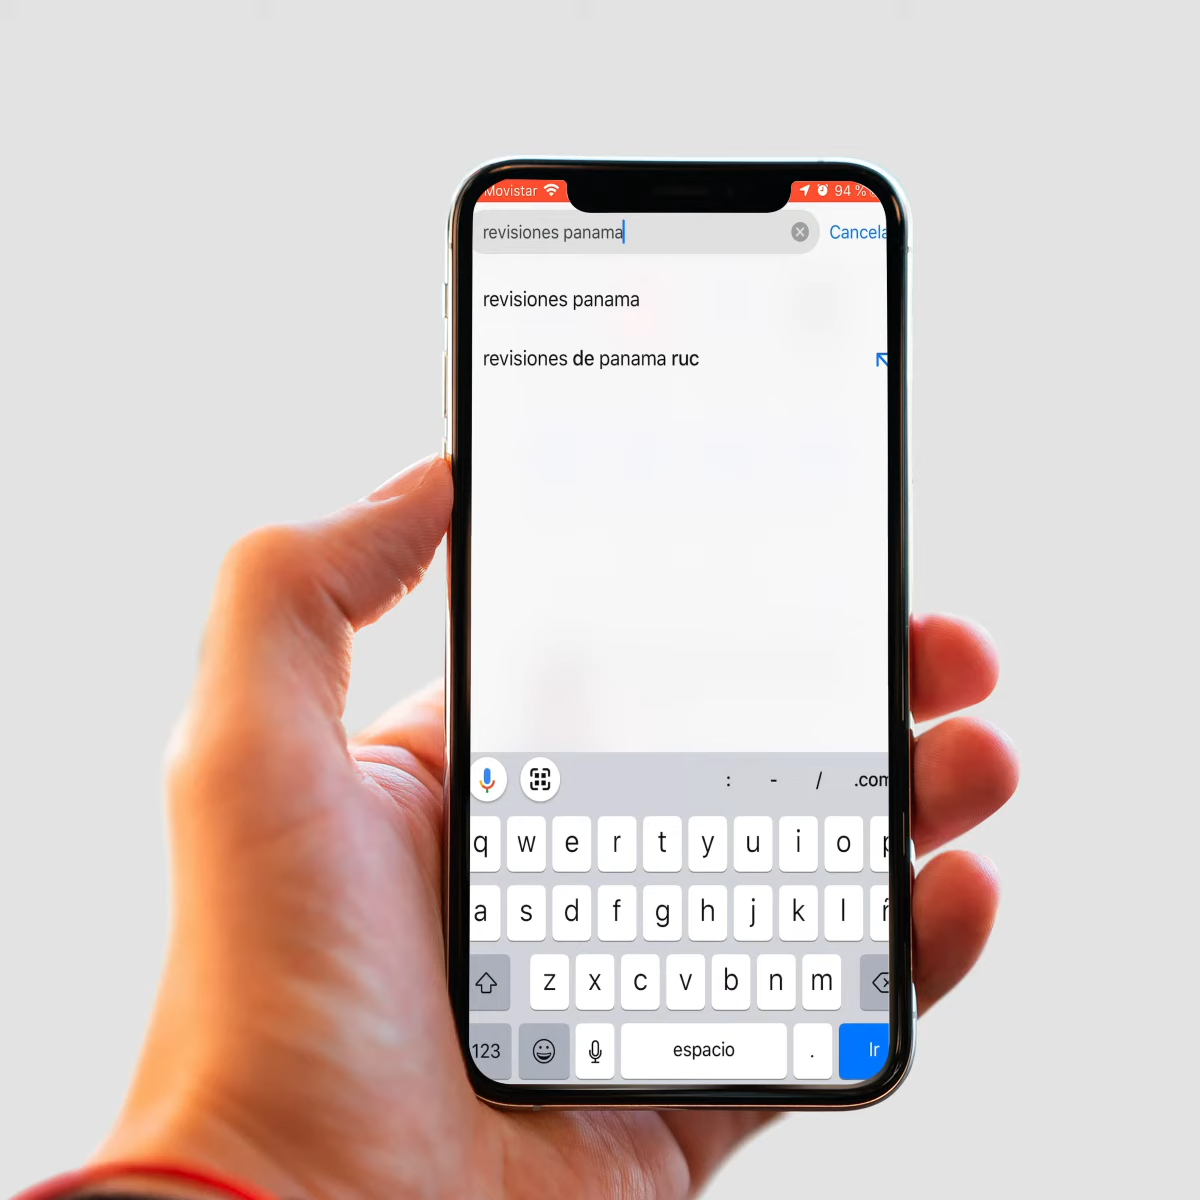 Movistar 94 %
revisiones panama Cancela
revisiones panama
revisiones de panama ruc
: - / .com
q w e r t y u i o p
a s d f g h j k l ñ
z x c v b n m
123 espacio . Ir